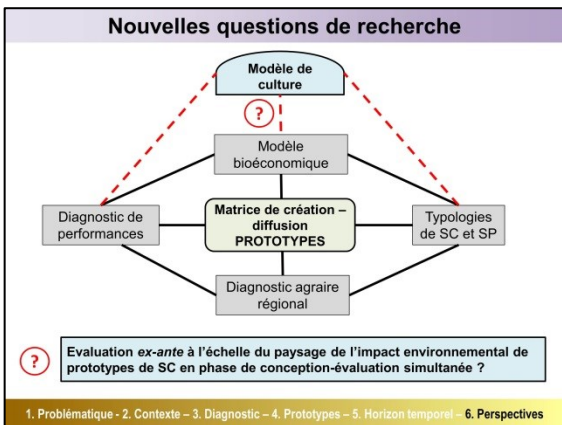 Nouvelles questions de recherche
Modèle de
culture
?
Modèle
bioéconomique
Diagnostic de
performances
Matrice de création –
diffusion
PROTOTYPES
Typologies
de SC et SP
Diagnostic agraire
régional
?
Evaluation ex-ante à l'échelle du paysage de l'impact environnemental de
prototypes de SC en phase de conception-évaluation simultanée ?
1. Problématique - 2. Contexte – 3. Diagnostic – 4. Prototypes – 5. Horizon temporel – 6. Perspectives